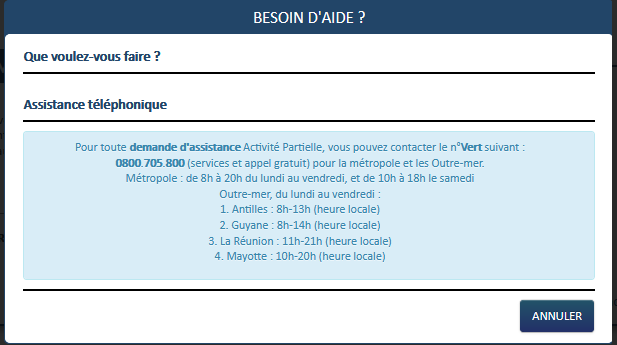 BESOIN D'AIDE ?
Que voulez-vous faire ?
Assistance téléphonique
Pour toute demande d'assistance Activité Partielle, vous pouvez contacter le n°Vert suivant :
0800.705.800 (services et appel gratuit) pour la métropole et les Outre-mer.
Métropole : de 8h à 20h du lundi au vendredi, et de 10h à 18h le samedi
Outre-mer, du lundi au vendredi :
1. Antilles : 8h-13h (heure locale)
2. Guyane : 8h-14h (heure locale)
3. La Réunion : 11h-21h (heure locale)
4. Mayotte : 10h-20h (heure locale)
ANNULER